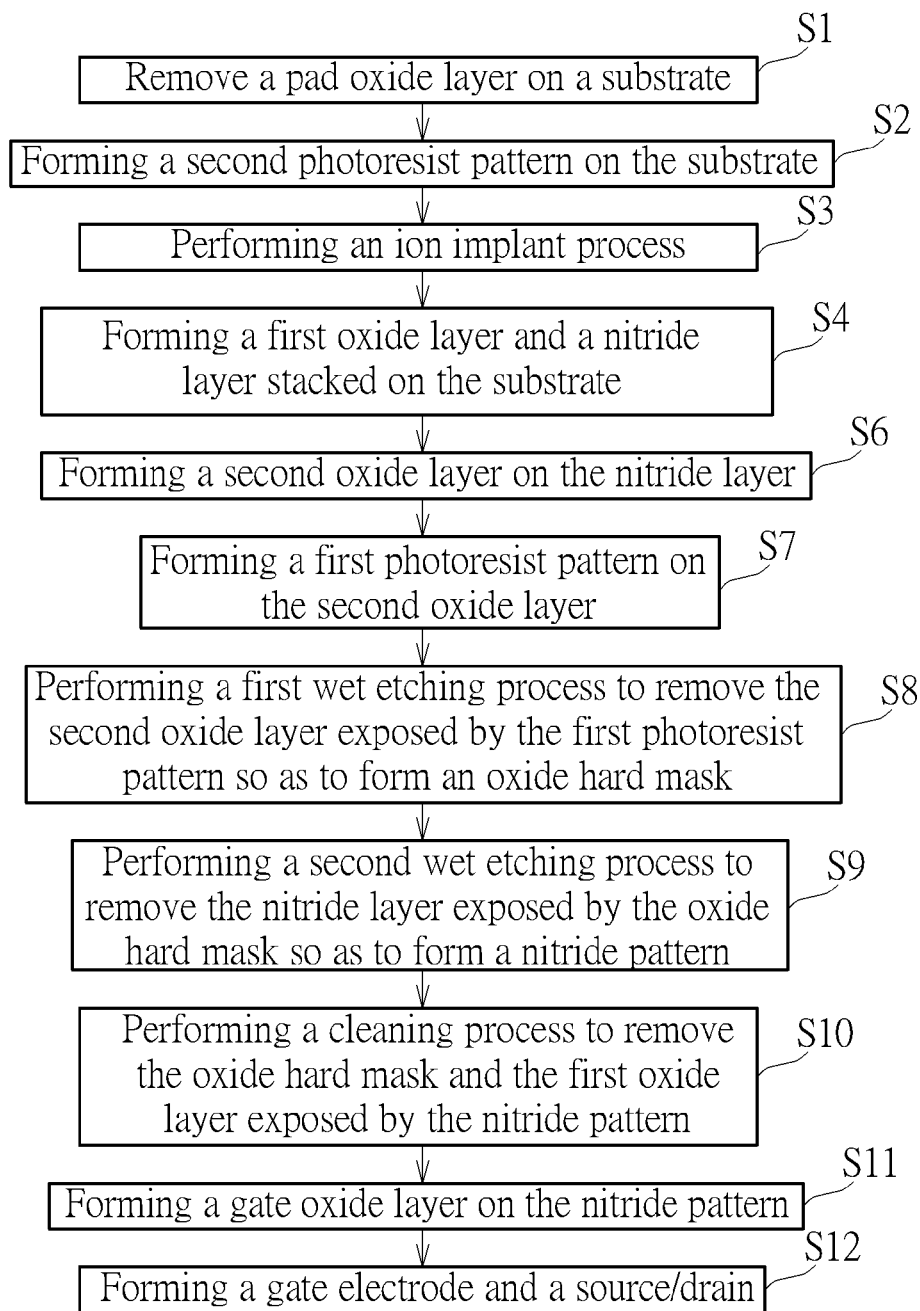 S1
Remove a pad oxide layer on a substrate
S2
Forming a second photoresist pattern on the substrate
S3
Performing an ion implant process
S4
Forming a first oxide layer and a nitride
layer stacked on the substrate
S6
Forming a second oxide layer on the nitride layer
S7
Forming a first photoresist pattern on
the second oxide layer
S8
Performing a first wet etching process to remove the
second oxide layer exposed by the first photoresist
pattern so as to form an oxide hard mask
S9
Performing a second wet etching process to
remove the nitride layer exposed by the oxide
hard mask so as to form a nitride pattern
S10
Performing a cleaning process to remove
the oxide hard mask and the first oxide
layer exposed by the nitride pattern
S11
Forming a gate oxide layer on the nitride pattern
S12
Forming a gate electrode and a source/drain